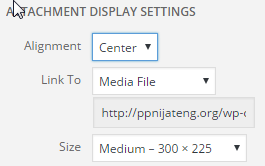 ATTACHMENT DISPLAY SETTINGS
Alignment Center
Link To Media File
http://ppnijateng.org/wp-c
Size Medium – 300 × 225